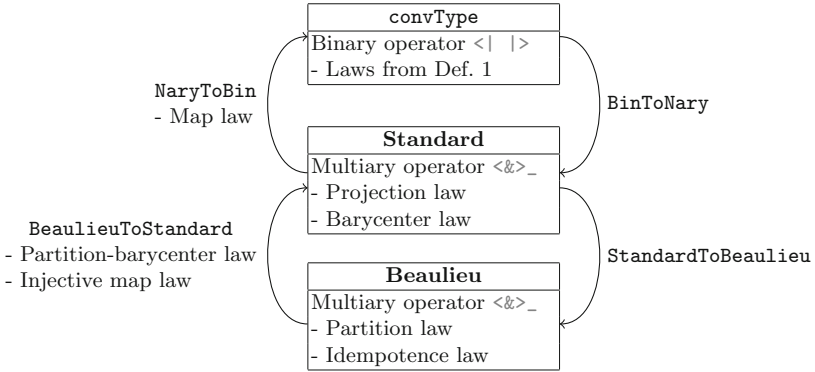 convType
Binary operator <| |>
- Laws from Def. 1
NaryToBin
- Map law
BinToNary
Standard
Multiary operator <&>_
- Projection law
- Barycenter law
BeaulieuToStandard
- Partition-barycenter law
- Injective map law
StandardToBeaulieu
Beaulieu
Multiary operator <&>_
- Partition law
- Idempotence law